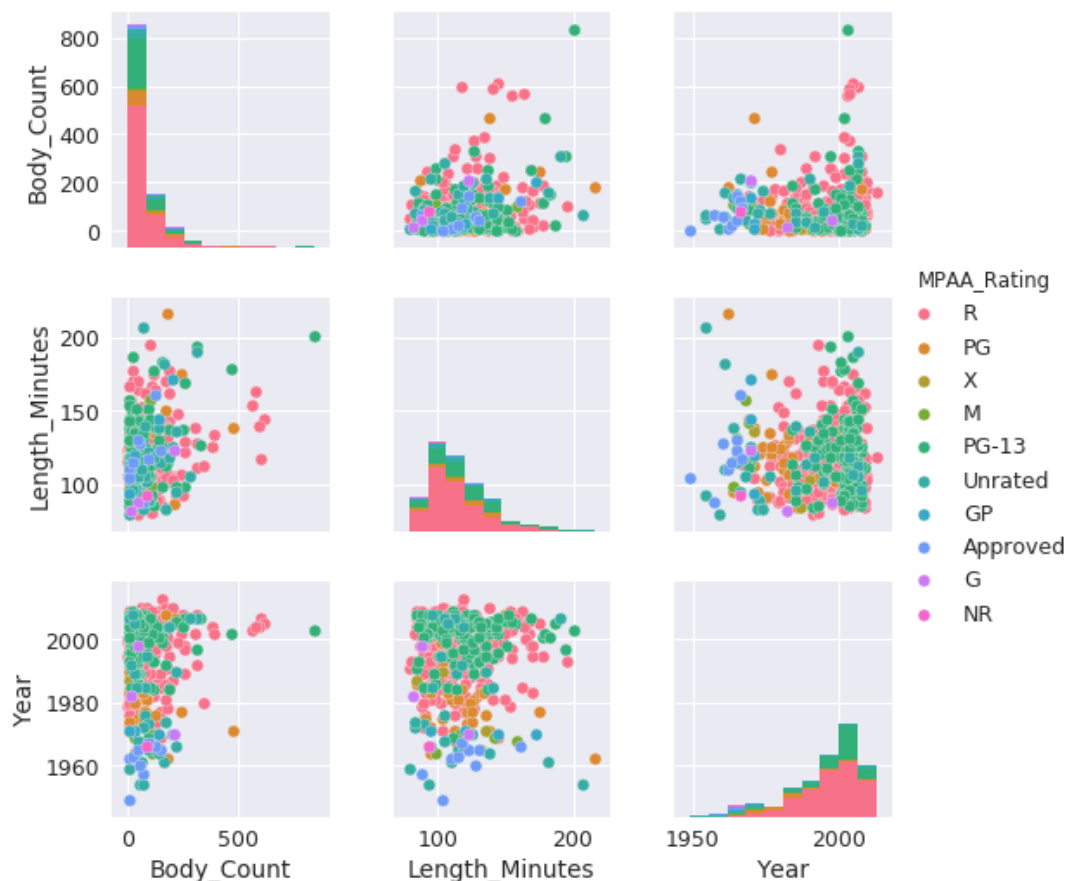 Body_Count
800
600
400
200
0
Length_Minutes
200
150
100
Year
2000
1980
1960
0 500
Body_Count
100 200
Length_Minutes
1950 2000
Year
MPAA_Rating
R
PG
X
M
PG-13
Unrated
GP
Approved
G
NR